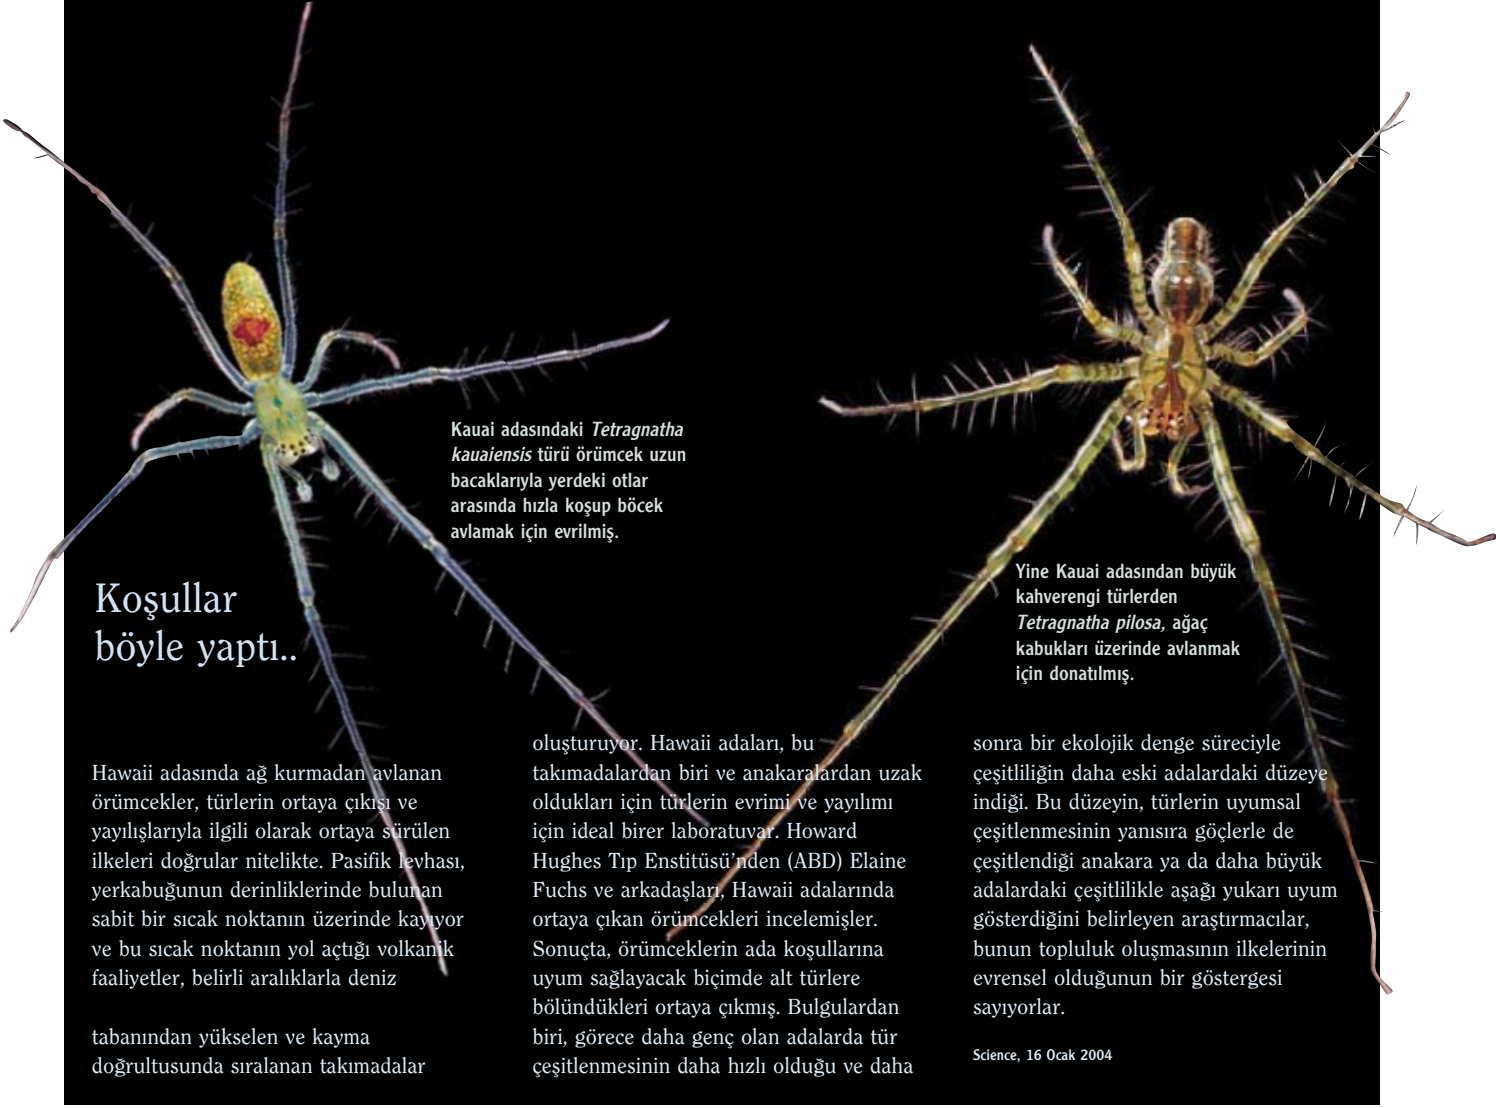 Kauai adasındaki Tetragnatha
kauaiensis türü örümcek uzun
bacaklarıyla yerdeki otlar
arasında hızla koşup böcek
avlamak için evrilmiş.
Yine Kauai adasından büyük
kahverengi türlerden
Tetragnatha pilosa, ağaç
kabukları üzerinde avlanmak
için donatılmış.
Koşullar
böyle yaptı..
Hawaii adasında ağ kurmadan avlanan
örümcekler, türlerin ortaya çıkışı ve
yayılışlarıyla ilgili olarak ortaya sürülen
ilkeleri doğrular nitelikte. Pasifik levhası,
yerkabuğunun derinliklerinde bulunan
sabit bir sıcak noktanın üzerinde kayıyor
ve bu sıcak noktanın yol açtığı volkanik
faaliyetler, belirli aralıklarla deniz
tabanından yükselen ve kayma
doğrultusunda sıralanan takımadalar
oluşturuyor. Hawaii adaları, bu
takımadalardan biri ve anakaralardan uzak
oldukları için türlerin evrimi ve yayılımı
için ideal birer laboratuvar. Howard
Hughes Tıp Enstitüsü'nden (ABD) Elaine
Fuchs ve arkadaşları, Hawaii adalarında
ortaya çıkan örümcekleri incelemişler.
Sonuçta, örümceklerin ada koşullarına
uyum sağlayacak biçimde alt türlere
bölündükleri ortaya çıkmış. Bulgulardan
biri, görece daha genç olan adalarda tür
çeşitlenmesinin daha hızlı olduğu ve daha
sonra bir ekolojik denge süreciyle
çeşitliliğin daha eski adalardaki düzeye
indiği. Bu düzeyin, türlerin uyumsal
çeşitlenmesinin yanısıra göçlerle de
çeşitlendiği anakara ya da daha büyük
adalardaki çeşitlilikle aşağı yukarı uyum
gösterdiğini belirleyen araştırmacılar,
bunun topluluk oluşmasının ilkelerinin
evrensel olduğunun bir göstergesi
sayıyorlar.
Science, 16 Ocak 2004